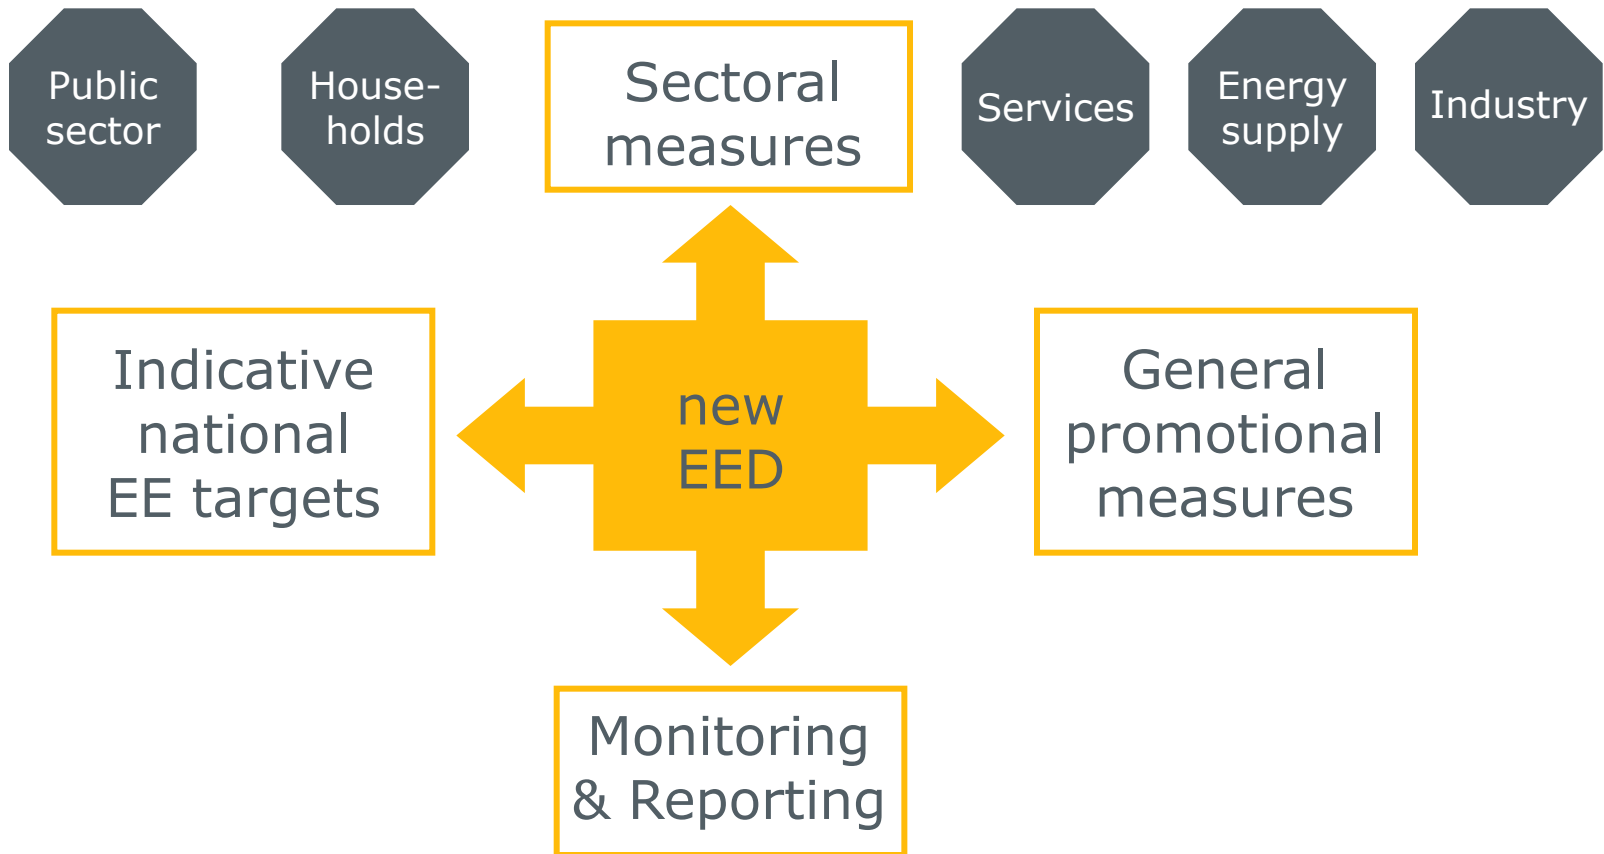 Public
sector
House-
holds
Sectoral
measures
Services
Energy
supply
Industry
Indicative
national
EE targets
new
EED
General
promotional
measures
Monitoring
& Reporting